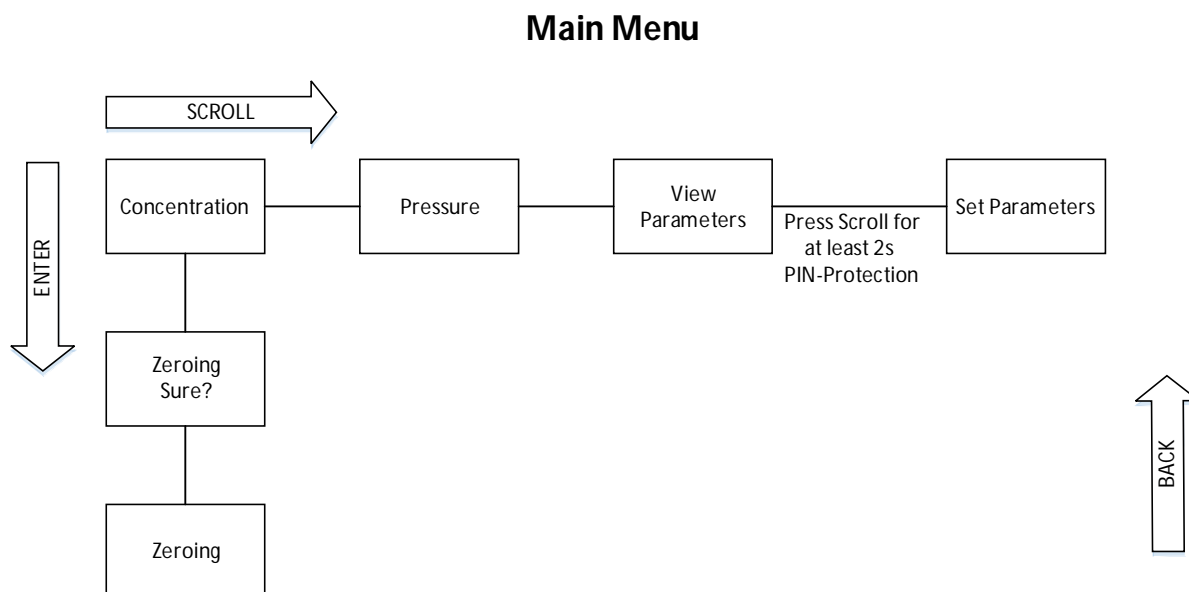 Main Menu
SCROLL
ENTER
Concentration
Pressure
View
Parameters
Press Scroll for
at least 2s
PIN-Protection
Set Parameters
Zeroing
Sure?
BACK
Zeroing